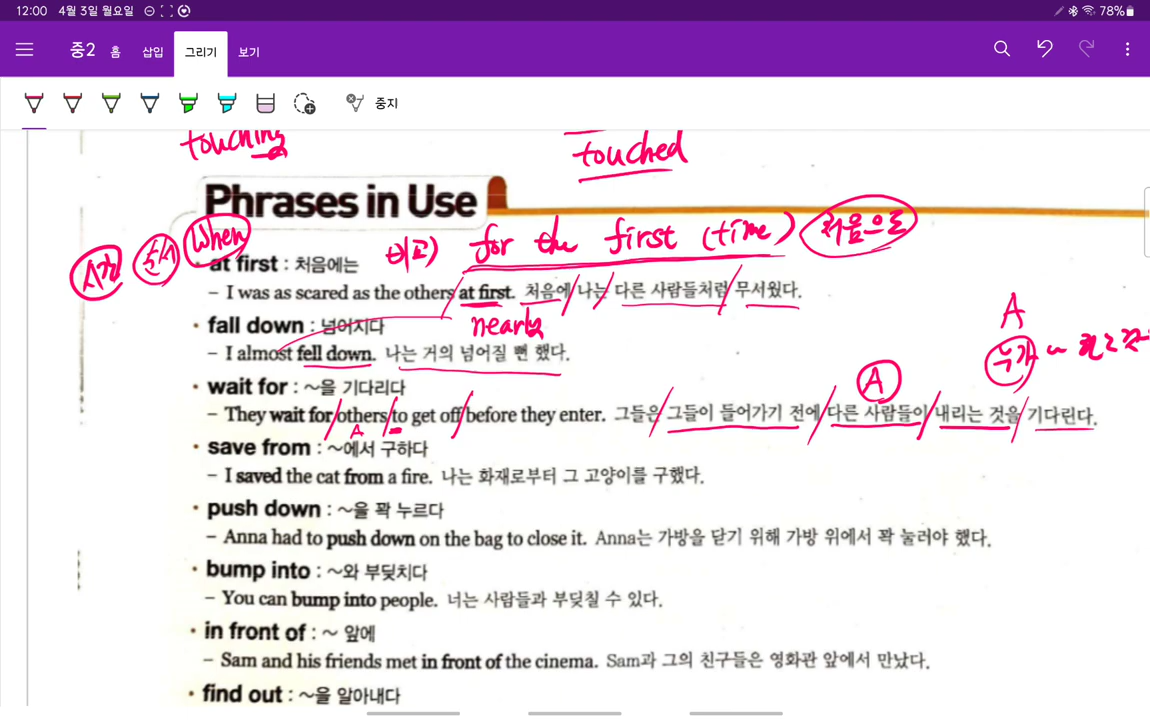 12:00 4월 3일 월요일 78%
중2 홈 삽입 그리기 보기
중지
touching touched
Phrases in Use
시간 접시 When 비교) for the first (time) 처음으로
• at first : 처음에는
– I was as scared as the others at first. 처음에 나는 다른 사람들처럼 무서웠다.
• fall down : 넘어지다 nearly
– I almost fell down. 나는 거의 넘어질 뻔 했다.
A
누가
• wait for : ~을 기다리다 A
– They wait for others to get off before they enter. 그들은 그들이 들어가기 전에 다른 사람들이 내리는 것을 기다린다.
A
• save from : ~에서 구하다
– I saved the cat from a fire. 나는 화재로부터 그 고양이를 구했다.
• push down : ~을 꽉 누르다
– Anna had to push down on the bag to close it. Anna는 가방을 닫기 위해 가방 위에서 꽉 눌러야 했다.
• bump into : ~와 부딪치다
– You can bump into people. 너는 사람들과 부딪칠 수 있다.
• in front of : ~ 앞에
– Sam and his friends met in front of the cinema. Sam과 그의 친구들은 영화관 앞에서 만났다.
• find out : ~을 알아내다